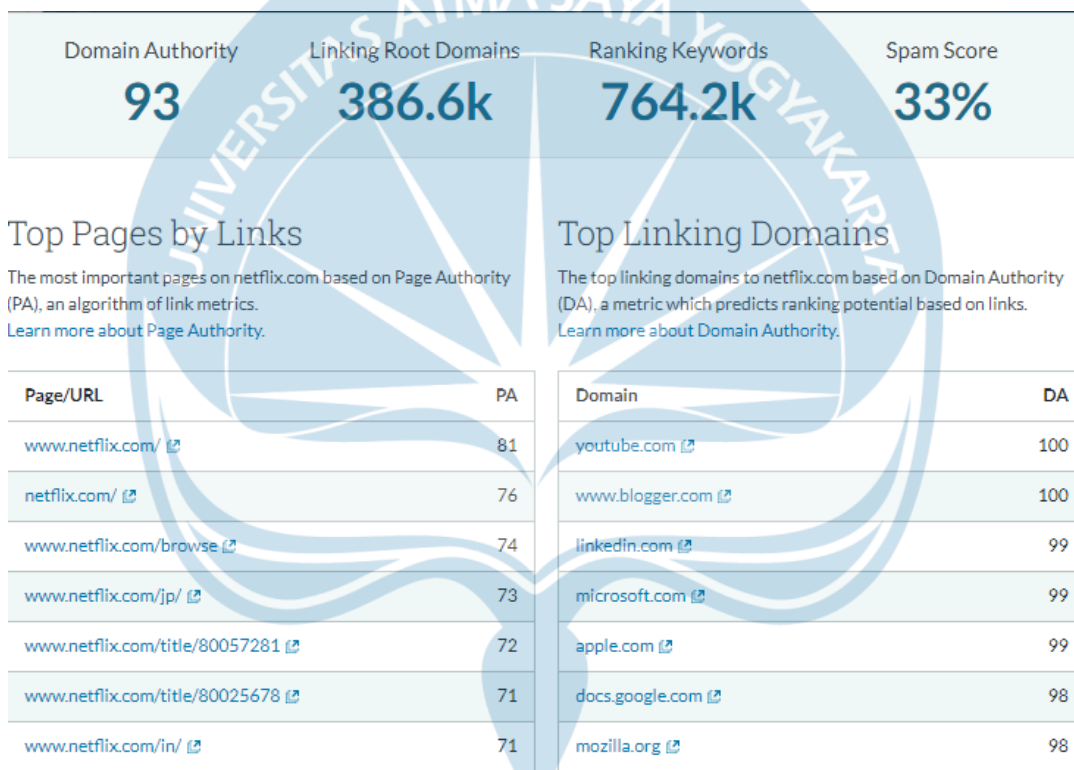 UNIVERSITAS ATMA JAYA YOGYAKARTA
Domain Authority
93
Linking Root Domains
386.6k
Ranking Keywords
764.2k
Spam Score
33%
Top Pages by Links
The most important pages on netflix.com based on Page Authority
(PA), an algorithm of link metrics.
Learn more about Page Authority.
Page/URL PA
www.netflix.com/ 81
netflix.com/ 76
www.netflix.com/browse 74
www.netflix.com/jp/ 73
www.netflix.com/title/80057281 72
www.netflix.com/title/80025678 71
www.netflix.com/in/ 71
Top Linking Domains
The top linking domains to netflix.com based on Domain Authority
(DA), a metric which predicts ranking potential based on links.
Learn more about Domain Authority.
Domain DA
youtube.com 100
www.blogger.com 100
linkedin.com 99
microsoft.com 99
apple.com 99
docs.google.com 98
mozilla.org 98